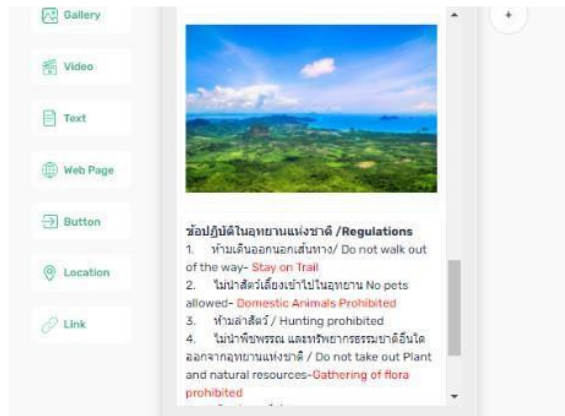 Gallery
Video
Text
Web Page
Button
Location
Link
+
ข้อปฏิบัติในอุทยานแห่งชาติ /Regulations
1. ห้ามเดินออกนอกเส้นทาง/ Do not walk out
of the way- Stay on Trail
2. ไม่นำสัตว์เลี้ยงเข้าไปในอุทยาน No pets
allowed- Domestic Animals Prohibited
3. ห้ามล่าสัตว์ / Hunting prohibited
4. ไม่นำพืชพรรณ และทรัพยากรธรรมชาติอื่นใด
ออกจากอุทยานแห่งชาติ / Do not take out Plant
and natural resources-Gathering of flora
prohibited